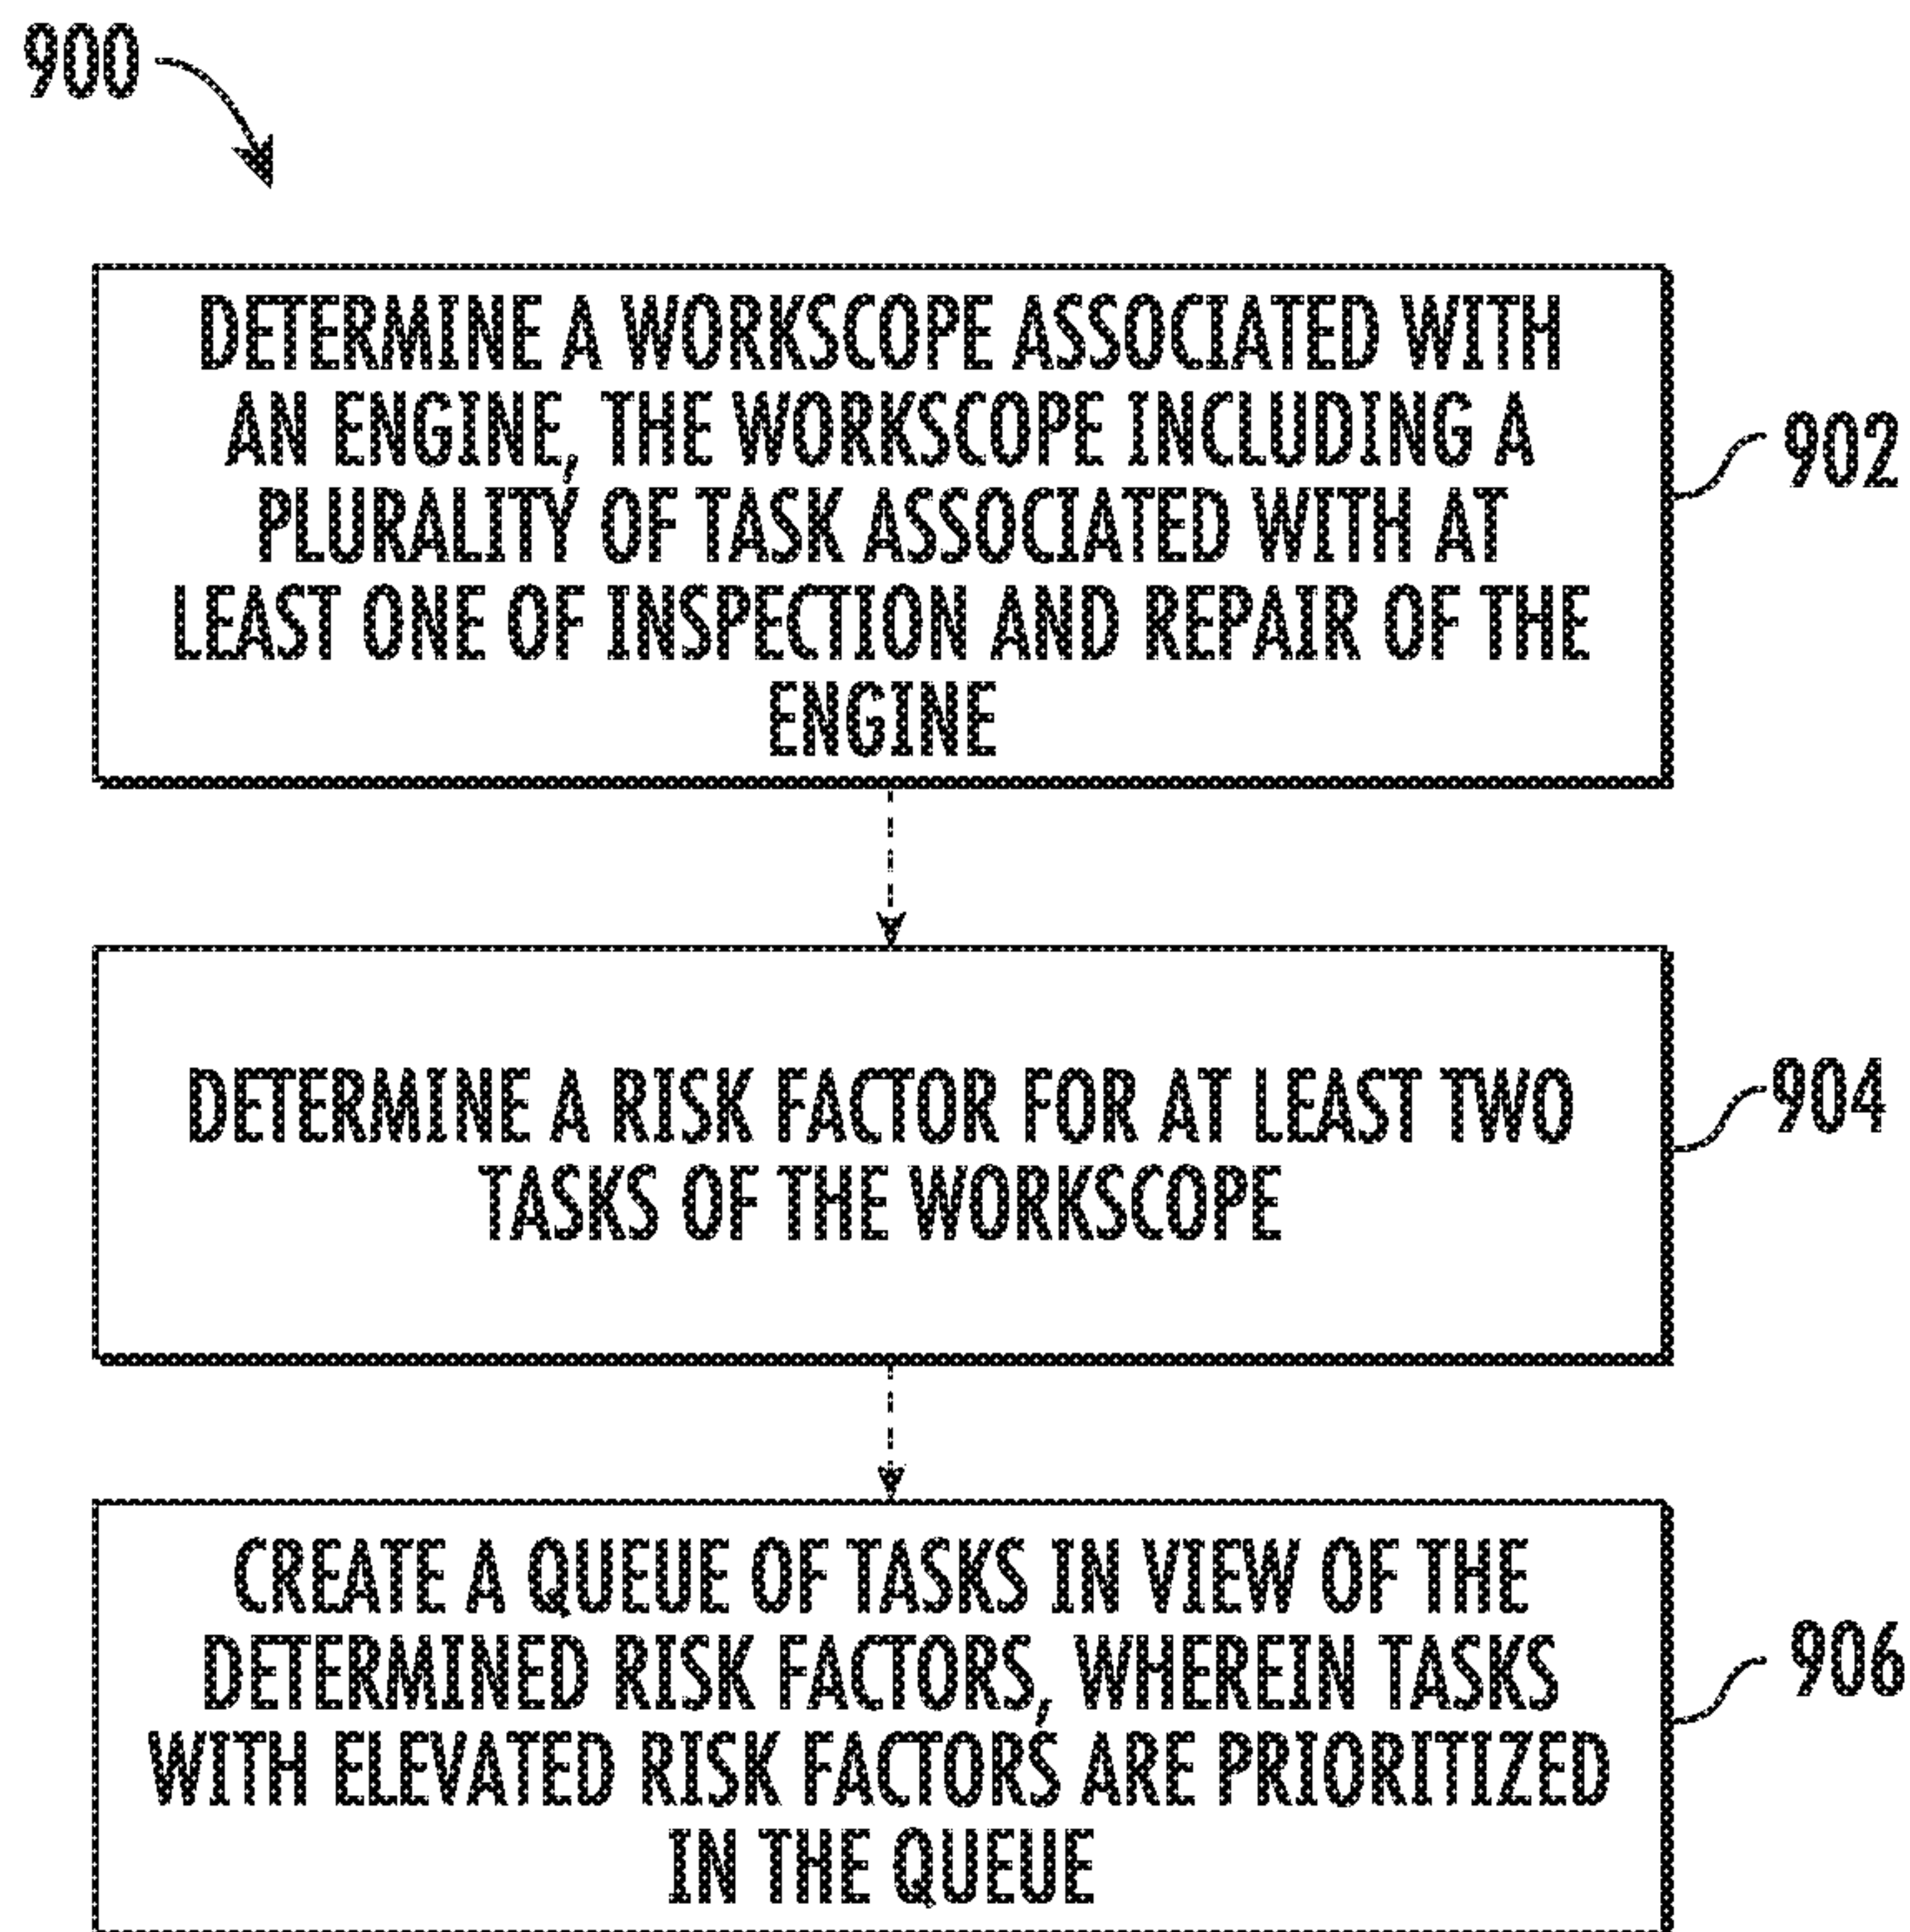 900
DETERMINE A WORKSCOPE ASSOCIATED WITH
AN ENGINE, THE WORKSCOPE INCLUDING A
PLURALITY OF TASK ASSOCIATED WITH AT
LEAST ONE OF INSPECTION AND REPAIR OF THE
ENGINE
902
DETERMINE A RISK FACTOR FOR AT LEAST TWO
TASKS OF THE WORKSCOPE
904
CREATE A QUEUE OF TASKS IN VIEW OF THE
DETERMINED RISK FACTORS, WHEREIN TASKS
WITH ELEVATED RISK FACTORS ARE PRIORITIZED
IN THE QUEUE
906